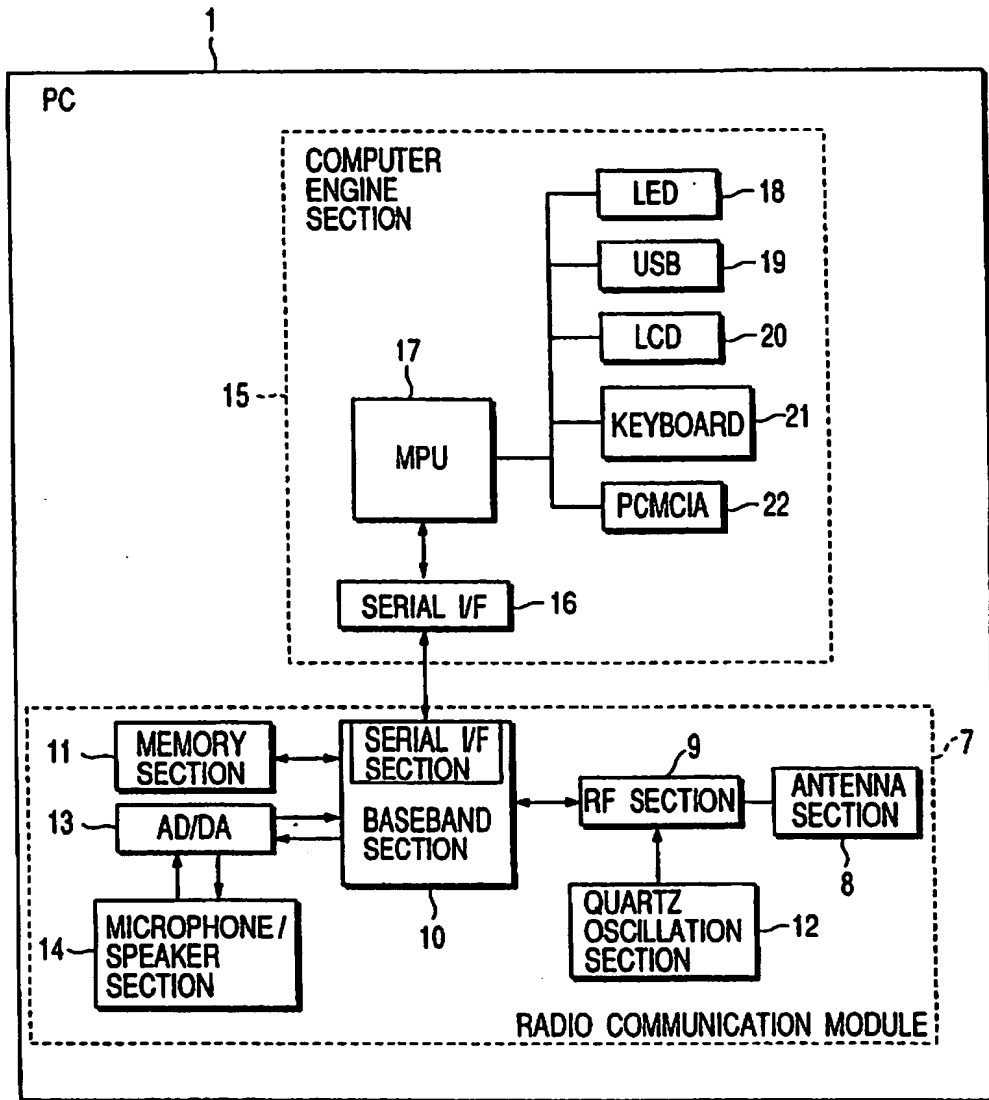 1
PC
COMPUTER
ENGINE
SECTION
LED
18
USB
19
LCD
20
17
15
MPU
KEYBOARD
21
PCMCIA
22
SERIAL I/F
16
11
MEMORY
SECTION
SERIAL I/F
SECTION
9
7
13
AD/DA
BASEBAND
SECTION
RF SECTION
ANTENNA
SECTION
8
14
MICROPHONE/
SPEAKER
SECTION
10
QUARTZ
OSCILLATION
SECTION
12
RADIO COMMUNICATION MODULE